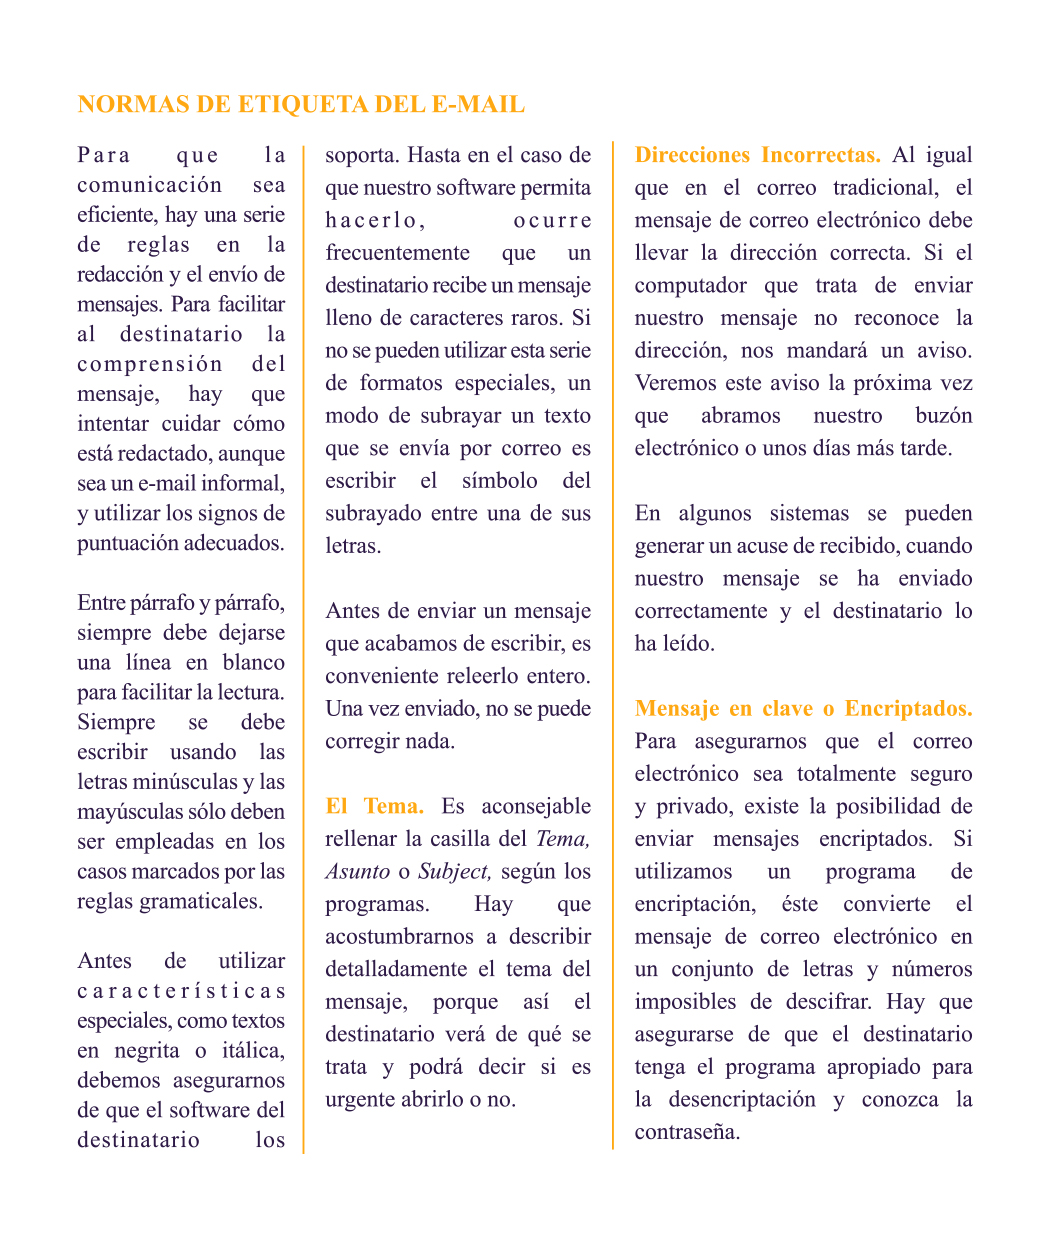 NORMAS DE ETIQUETA DEL E-MAIL
Para que la
comunicación sea
eficiente, hay una serie
de reglas en la
redacción y el envío de
mensajes. Para facilitar
al destinatario la
comprensión del
mensaje, hay que
intentar cuidar cómo
está redactado, aunque
sea un e-mail informal,
y utilizar los signos de
puntuación adecuados.
Entre párrafo y párrafo,
siempre debe dejarse
una línea en blanco
para facilitar la lectura.
Siempre se debe
escribir usando las
letras minúsculas y las
mayúsculas sólo deben
ser empleadas en los
casos marcados por las
reglas gramaticales.
Antes de utilizar
características
especiales, como textos
en negrita o itálica,
debemos asegurarnos
de que el software del
destinatario los
soporta. Hasta en el caso de
que nuestro software permita
hacerlo, ocurre
frecuentemente que un
destinatario recibe un mensaje
lleno de caracteres raros. Si
no se pueden utilizar esta serie
de formatos especiales, un
modo de subrayar un texto
que se envía por correo es
escribir el símbolo del
subrayado entre una de sus
letras.
Antes de enviar un mensaje
que acabamos de escribir, es
conveniente releerlo entero.
Una vez enviado, no se puede
corregir nada.
El Tema. Es aconsejable
rellenar la casilla del Tema,
Asunto o Subject, según los
programas. Hay que
acostumbrarnos a describir
detalladamente el tema del
mensaje, porque así el
destinatario verá de qué se
trata y podrá decir si es
urgente abrirlo o no.
Direcciones Incorrectas. Al igual
que en el correo tradicional, el
mensaje de correo electrónico debe
llevar la dirección correcta. Si el
computador que trata de enviar
nuestro mensaje no reconoce la
dirección, nos mandará un aviso.
Veremos este aviso la próxima vez
que abramos nuestro buzón
electrónico o unos días más tarde.
En algunos sistemas se pueden
generar un acuse de recibido, cuando
nuestro mensaje se ha enviado
correctamente y el destinatario lo
ha leído.
Mensaje en clave o Encriptados.
Para asegurarnos que el correo
electrónico sea totalmente seguro
y privado, existe la posibilidad de
enviar mensajes encriptados. Si
utilizamos un programa de
encriptación, éste convierte el
mensaje de correo electrónico en
un conjunto de letras y números
imposibles de descifrar. Hay que
asegurarse de que el destinatario
tenga el programa apropiado para
la desencriptación y conozca la
contraseña.